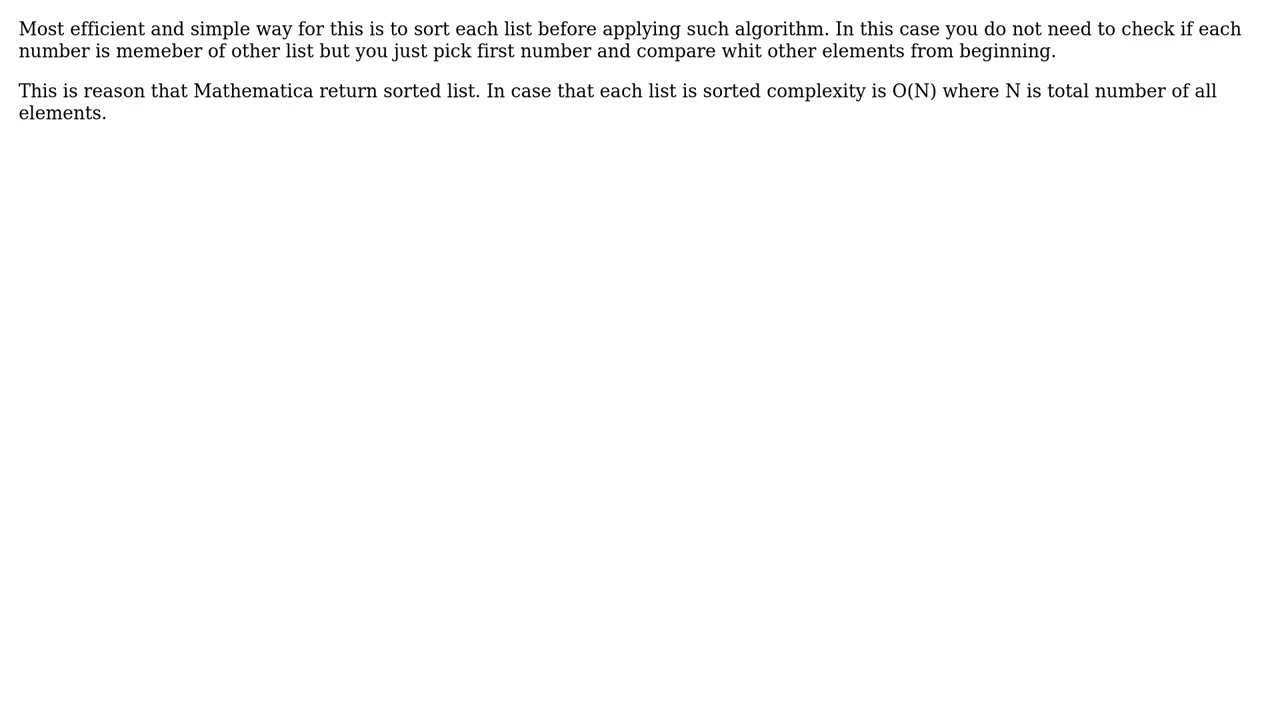 Most efficient and simple way for this is to sort each list before applying such algorithm. In this case you do not need to check if each
number is memeber of other list but you just pick first number and compare whit other elements from beginning.
This is reason that Mathematica return sorted list. In case that each list is sorted complexity is O(N) where N is total number of all
elements.